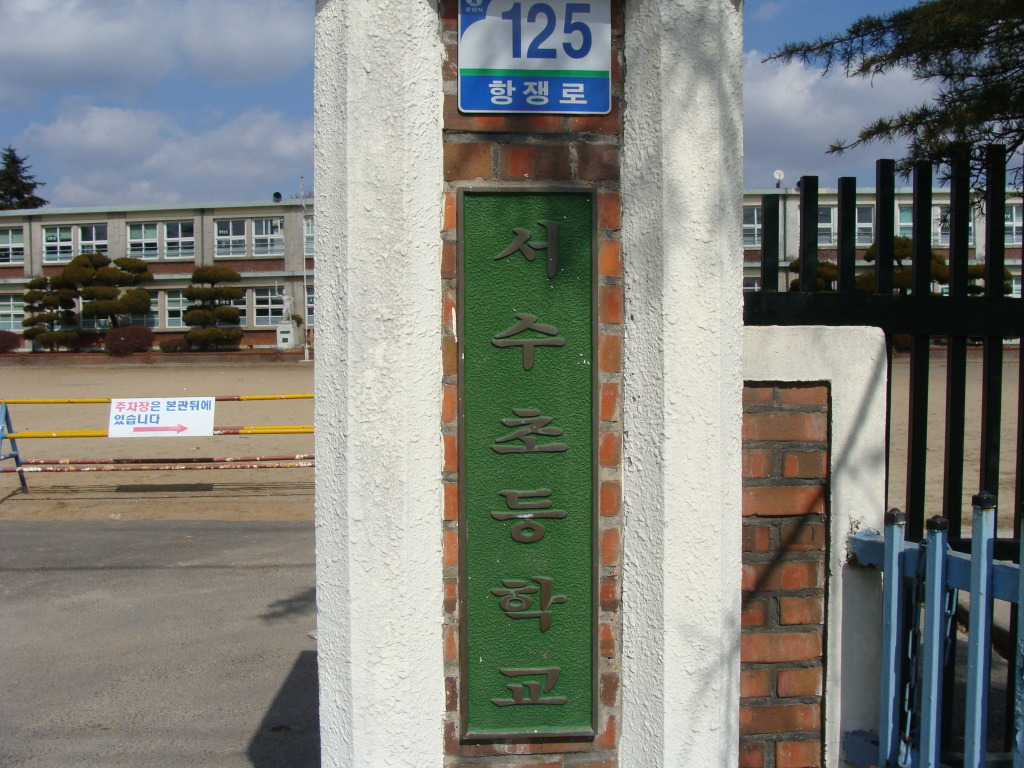 125
항쟁로
서수초등학교
주차장은 본관뒤에
있습니다